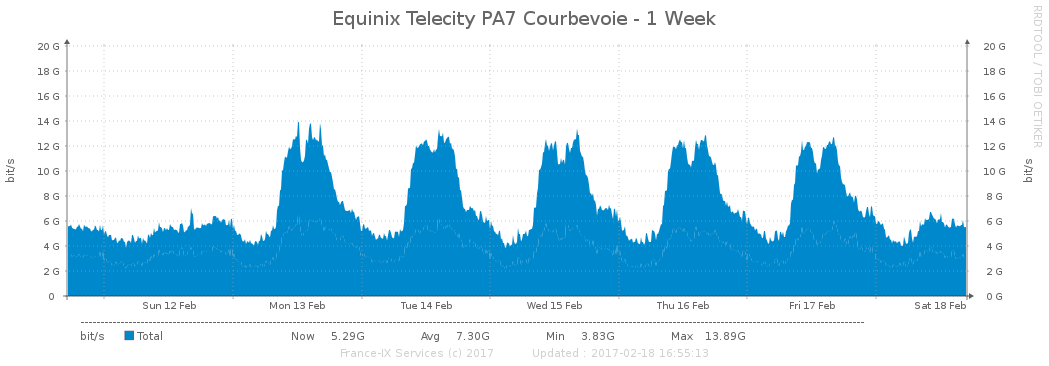 Equinix Telecity PA7 Courbevoie - 1 Week
RRDTOOL / TOBI OETIKER
20 G 20 G
18 G 18 G
16 G 16 G
14 G 14 G
12 G 12 G
10 G 10 G
8 G 8 G
6 G 6 G
4 G 4 G
2 G 2 G
0 0 G
bit/s
bit/s
Sun 12 Feb Mon 13 Feb Tue 14 Feb Wed 15 Feb Thu 16 Feb Fri 17 Feb Sat 18 Feb
bit/s Total Now 5.29G Avg 7.30G Min 3.83G Max 13.89G
France-IX Services (c) 2017 Updated : 2017-02-18 16:55:13